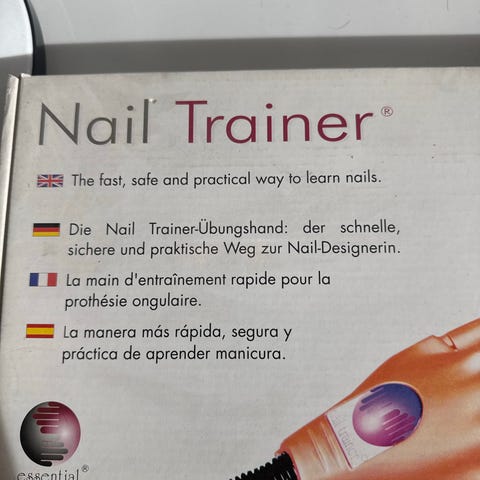 Nail Trainer®
The fast, safe and practical way to learn nails.
Die Nail Trainer-Übungshand: der schnelle,
sichere und praktische Weg zur Nail-Designerin.
La main d'entraînement rapide pour la
prothésie ongulaire.
La manera más rápida, segura y
práctica de aprender manicura.
nail trainer
essential®